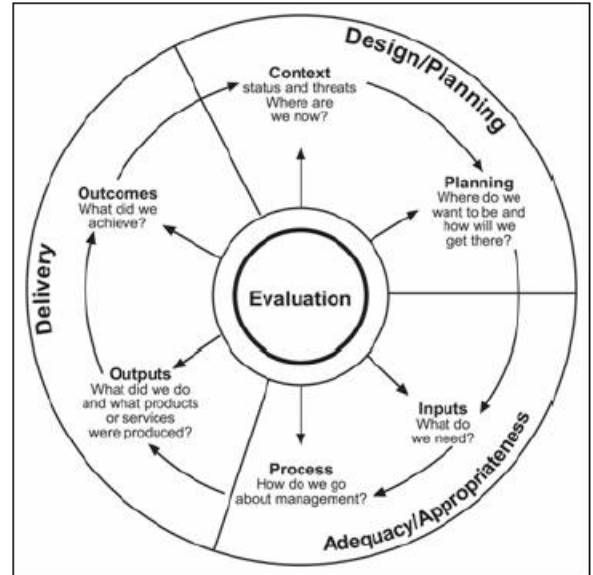 Design/Planning
Context
status and threats
Where are
we now?
Planning
Where do we
want to be and
how will we
get there?
Inputs
What do
we need?
Adequacy/Appropriateness
Process
How do we go
about management?
Outputs
What did we do
and what products
or services
were produced?
Outcomes
What did we
achieve?
Delivery
Evaluation